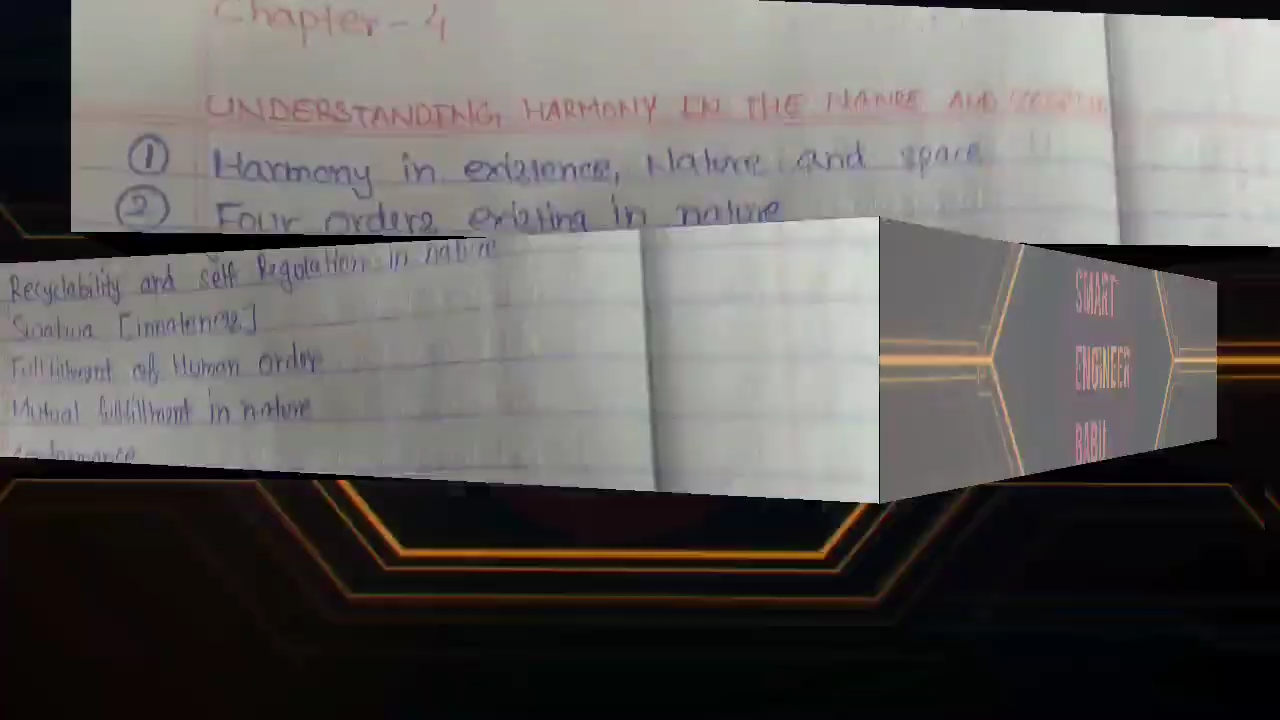 Chapter - 4
UNDERSTANDING HARMONY IN THE NANRE AND
① Harmony in existence, Nature and space
② Four orders existing in nature
Recyclability and self Regulation in nature
[innateness]
Fulfillment of Human order
Mutual fulfillment in nature
SMART
ENGINEER
BABU